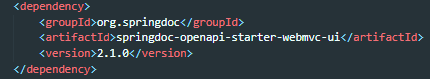 <dependency>
<groupId>org.springdoc</groupId>
<artifactId>springdoc-openapi-starter-webmvc-ui</artifactId>
<version>2.1.0</version>
</dependency>